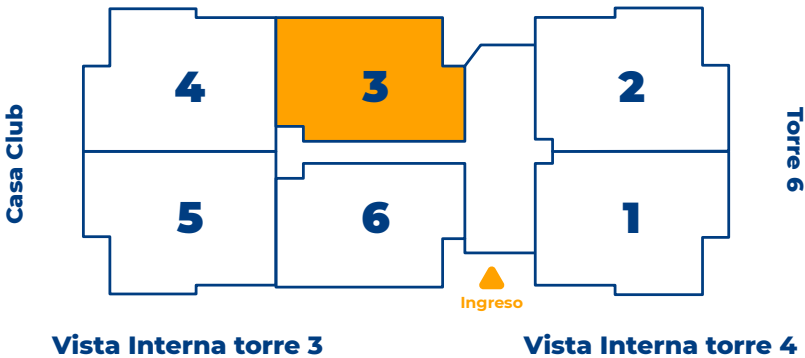 4
3
2
Casa Club
Torre 6
5
6
1
Ingreso
Vista Interna torre 3
Vista Interna torre 4